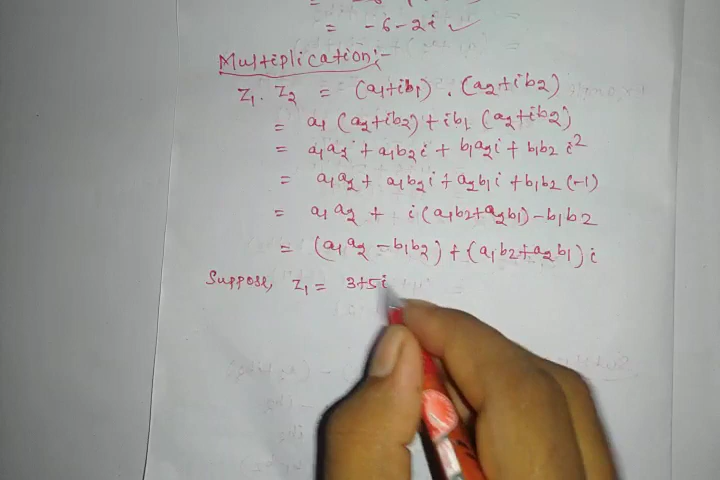 = -6-2i ✓
Multiplication:-
Z₁. Z₂ = (a₁+ib₁) . (a₂+ib₂)
= a₁ (a₂+ib₂) + ib₁ (a₂+ib₂)
= a₁a₂ + a₁b₂i + b₁a₂i + b₁b₂ i²
= a₁a₂ + a₁b₂i + a₂b₁i + b₁b₂ (-1)
= a₁a₂ + i(a₁b₂+a₂b₁) - b₁b₂
= (a₁a₂ - b₁b₂) + (a₁b₂+a₂b₁) i
Suppose, Z₁ = 3+5i